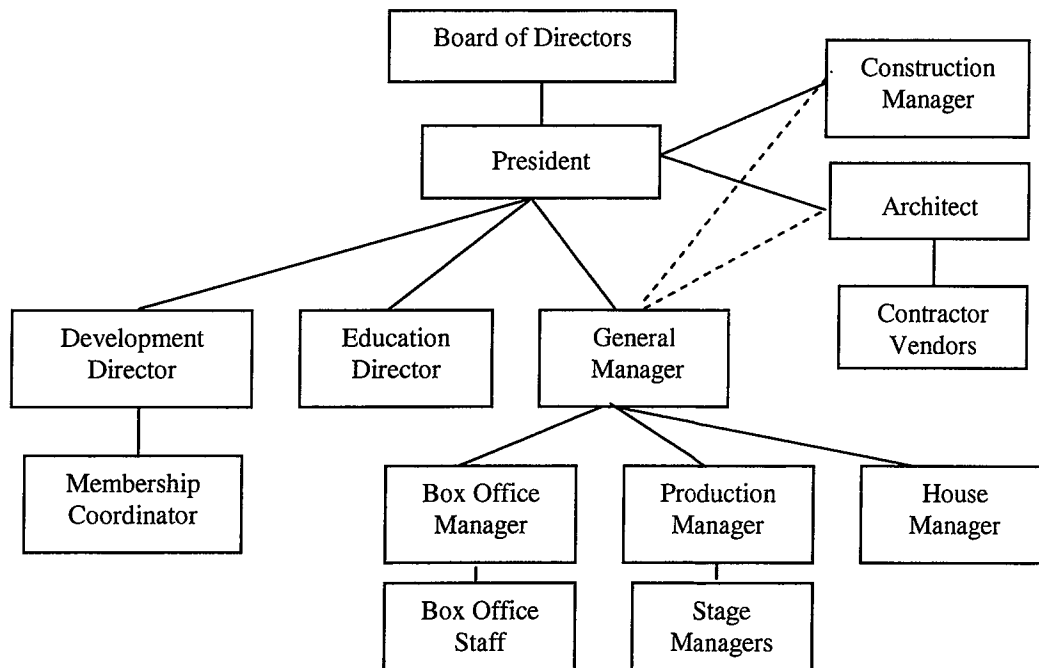 Board of Directors
Construction
Manager
President
Architect
Contractor
Vendors
Development
Director
Education
Director
General
Manager
Membership
Coordinator
Box Office
Manager
Production
Manager
House
Manager
Box Office
Staff
Stage
Managers